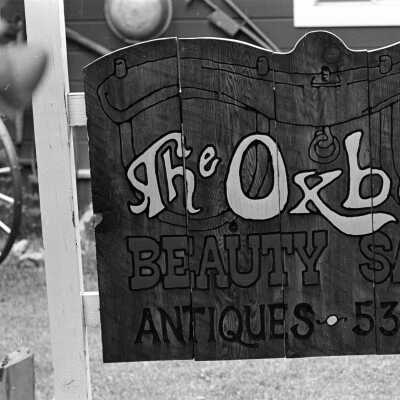 The Oxb
BEAUTY SA
ANTIQUES • 53